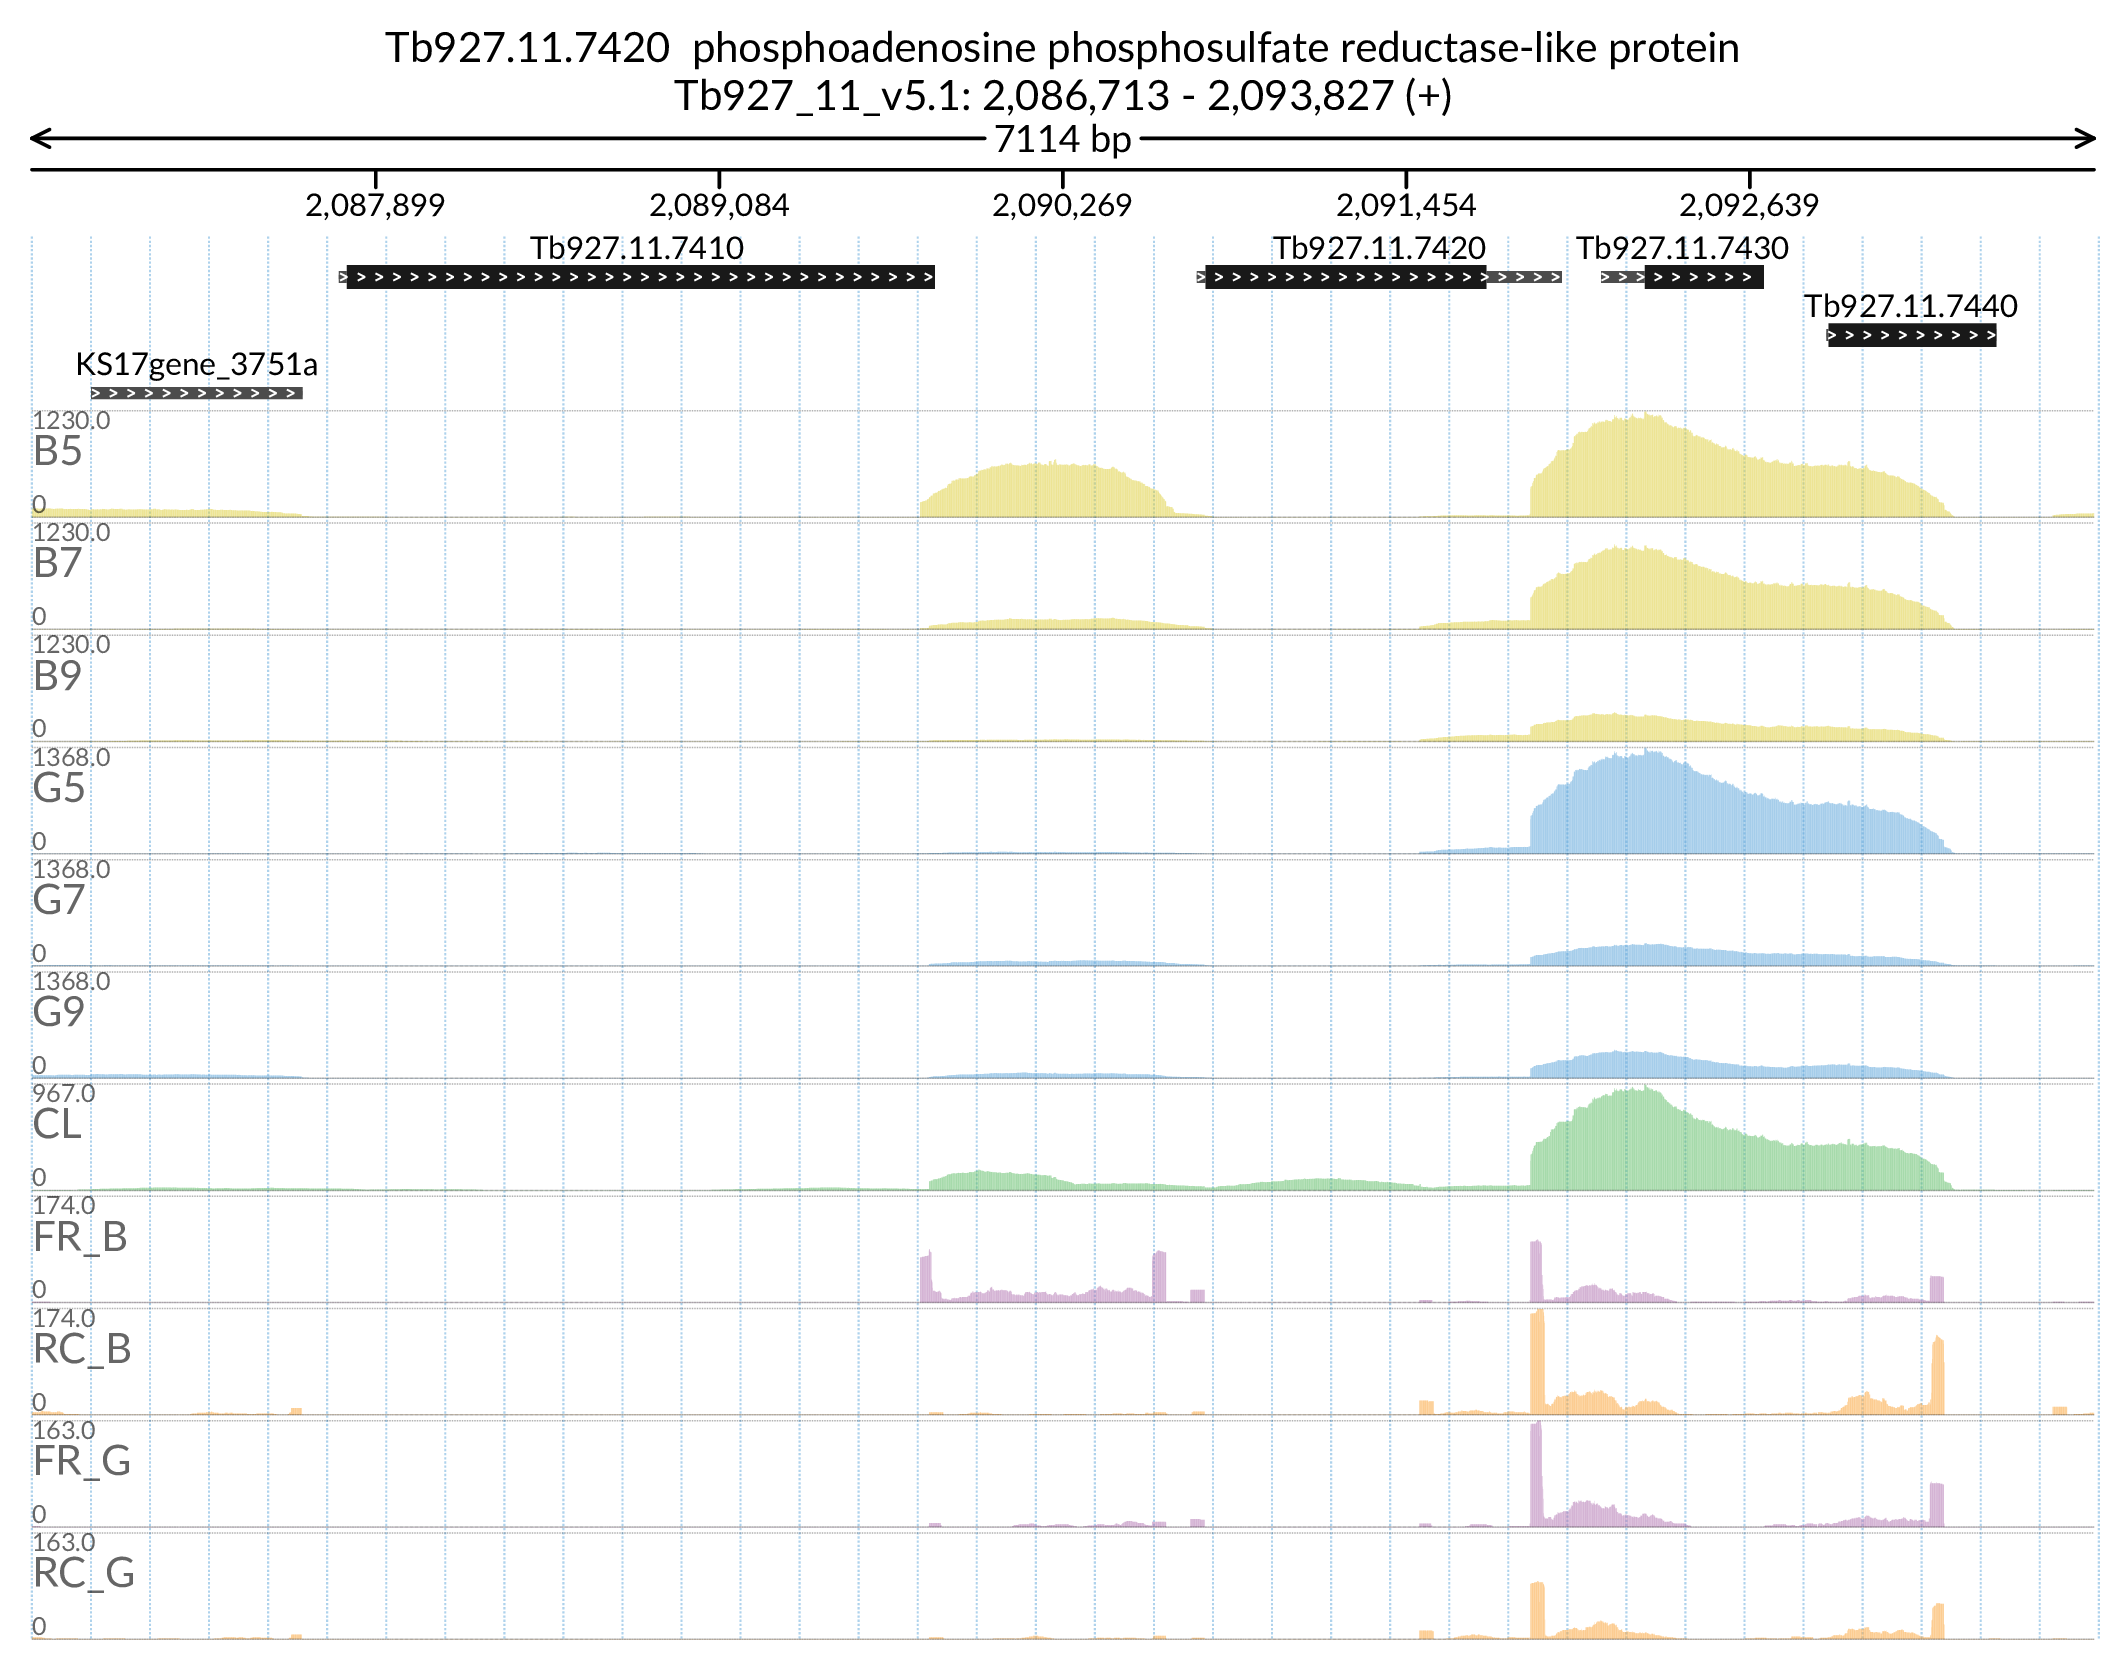 Tb927.11.7420  phosphoadenosine phosphosulfate reductase-like protein
Tb927_11_v5.1: 2,086,713 - 2,093,827 (+)
7114 bp
2,087,899 2,089,084 2,090,269 2,091,454 2,092,639
Tb927.11.7410 Tb927.11.7420 Tb927.11.7430
Tb927.11.7440
KS17gene_3751a
1230.0
B5
0
1230.0
B7
0
1230.0
B9
0
1368.0
G5
0
1368.0
G7
0
1368.0
G9
0
967.0
CL
0
174.0
FR_B
0
174.0
RC_B
0
163.0
FR_G
0
163.0
RC_G
0